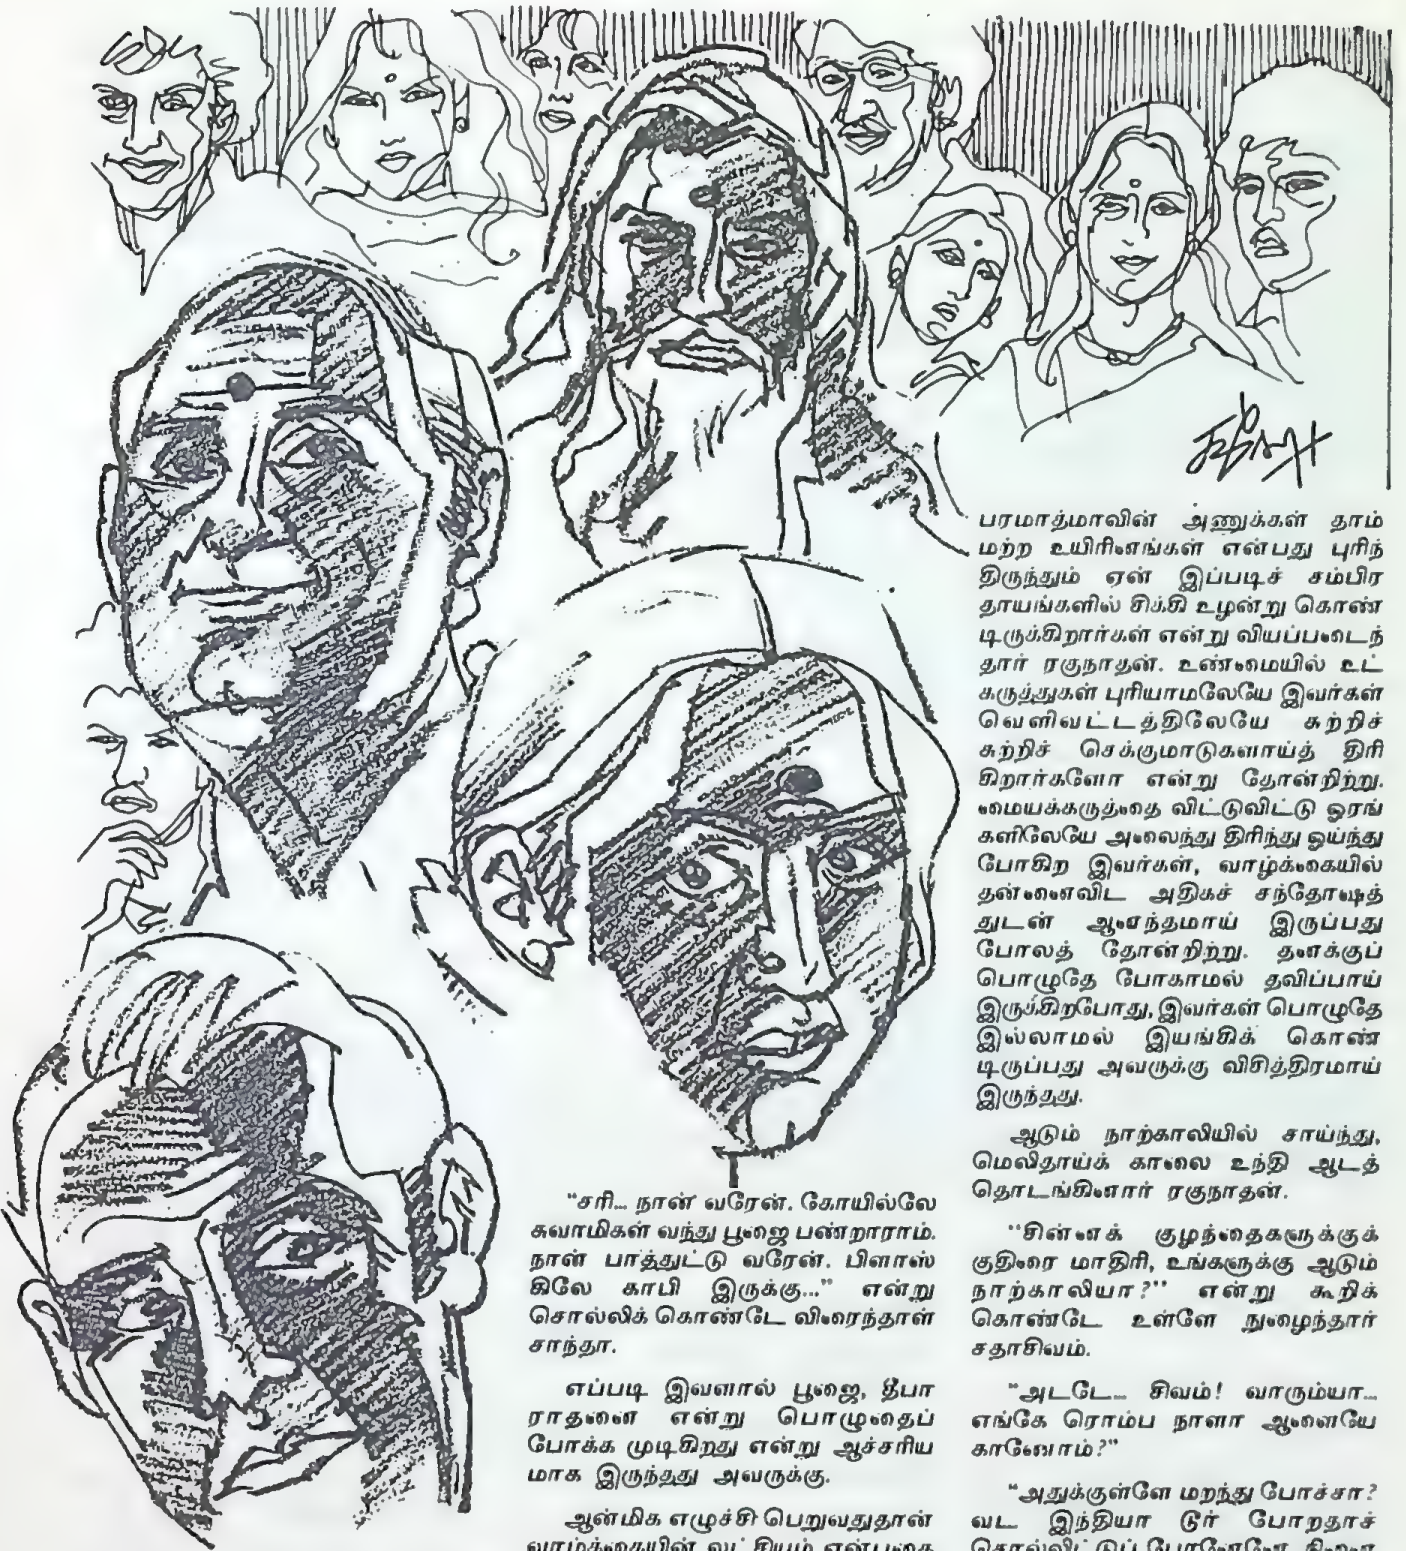 "சரி... நான் வரேன். கோயில்லே
சுவாமிகள் வந்து பூஜை பண்றாராம்.
நான் பாத்துட்டு வரேன். பிளாஸ்
கிலே காபி இருக்கு..." என்று
சொல்லிக் கொண்டே விரைந்தாள்
சாந்தா.
எப்படி இவளால் பூஜை, தீபா
ராதனை என்று பொழுதைப்
போக்க முடிகிறது என்று ஆச்சரிய
மாக இருந்தது அவருக்கு.
ஆன்மிக எழுச்சி பெறுவதுதான்
வாழ்க்கையின் லட்சியம் என்பதை
பரமாத்மாவின் அணுக்கள் தாம்
மற்ற உயிரினங்கள் என்பது புரிந்
திருந்தும் ஏன் இப்படிச் சம்பிர
தாயங்களில் சிக்கி உழன்று கொண்
டிருக்கிறார்கள் என்று வியப்படைந்
தார் ரகுநாதன். உண்மையில் உட்
கருத்துகள் புரியாமலேயே இவர்கள்
வெளிவட்டத்திலேயே சுற்றிச்
சுற்றிச் செக்குமாடுகளாய்த் திரி
கிறார்களோ என்று தோன்றிற்று.
மையக்கருத்தை விட்டுவிட்டு ஓரங்
களிலேயே அலைந்து திரிந்து ஓய்ந்து
போகிற இவர்கள், வாழ்க்கையில்
தன்னைவிட அதிகச் சந்தோஷத்
துடன் ஆனந்தமாய் இருப்பது
போலத் தோன்றிற்று. தனக்குப்
பொழுதே போகாமல் தவிப்பாய்
இருக்கிறபோது, இவர்கள் பொழுதே
இல்லாமல் இயங்கிக் கொண்
டிருப்பது அவருக்கு விசித்திரமாய்
இருந்தது.
ஆடும் நாற்காலியில் சாய்ந்து,
மெலிதாய்க் காலை உந்தி ஆடத்
தொடங்கினார் ரகுநாதன்.
"சின்னக் குழந்தைகளுக்குக்
குதிரை மாதிரி, உங்களுக்கு ஆடும்
நாற்காலியா?" என்று கூறிக்
கொண்டே உள்ளே நுழைந்தார்
சதாசிவம்.
"அடடே... சிவம்! வாரும்யா...
எங்கே ரொம்ப நாளா ஆளையே
காணோம்?"
"அதுக்குள்ளே மறந்து போச்சா?
வட இந்தியா டூர் போறதாச்
சொல்லிட்டுப் போனேனே